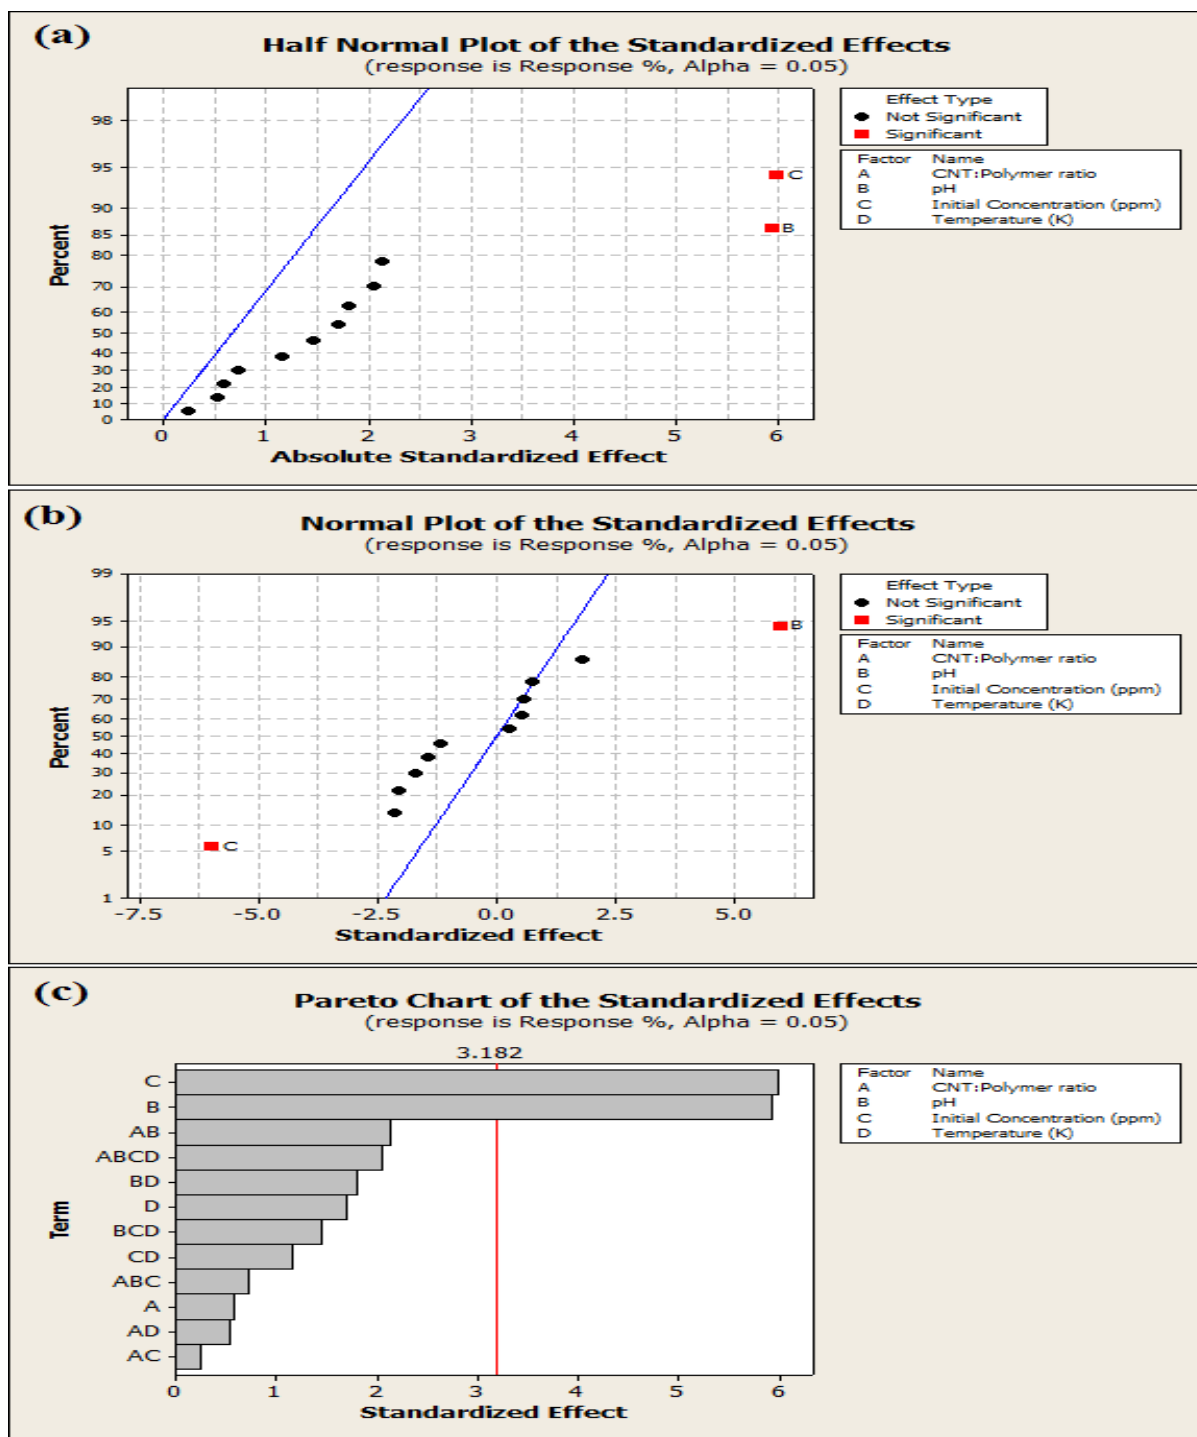 (a)
Half Normal Plot of the Standardized Effects
(response is Response %, Alpha = 0.05)
Effect Type
Not Significant
Significant
Factor Name
A CNT:Polymer ratio
B pH
C Initial Concentration (ppm)
D Temperature (K)
98
95
90
85
80
70
60
50
40
30
20
10
0
Percent
C
B
0 1 2 3 4 5 6
Absolute Standardized Effect
(b)
Normal Plot of the Standardized Effects
(response is Response %, Alpha = 0.05)
Effect Type
Not Significant
Significant
Factor Name
A CNT:Polymer ratio
B pH
C Initial Concentration (ppm)
D Temperature (K)
99
95
90
80
70
60
50
40
30
20
10
5
1
Percent
B
C
-7.5 -5.0 -2.5 0.0 2.5 5.0
Standardized Effect
(c)
Pareto Chart of the Standardized Effects
(response is Response %, Alpha = 0.05)
3.182
Factor Name
A CNT:Polymer ratio
B pH
C Initial Concentration (ppm)
D Temperature (K)
Term
C
B
AB
ABCD
BD
D
BCD
CD
ABC
A
AD
AC
0 1 2 3 4 5 6
Standardized Effect